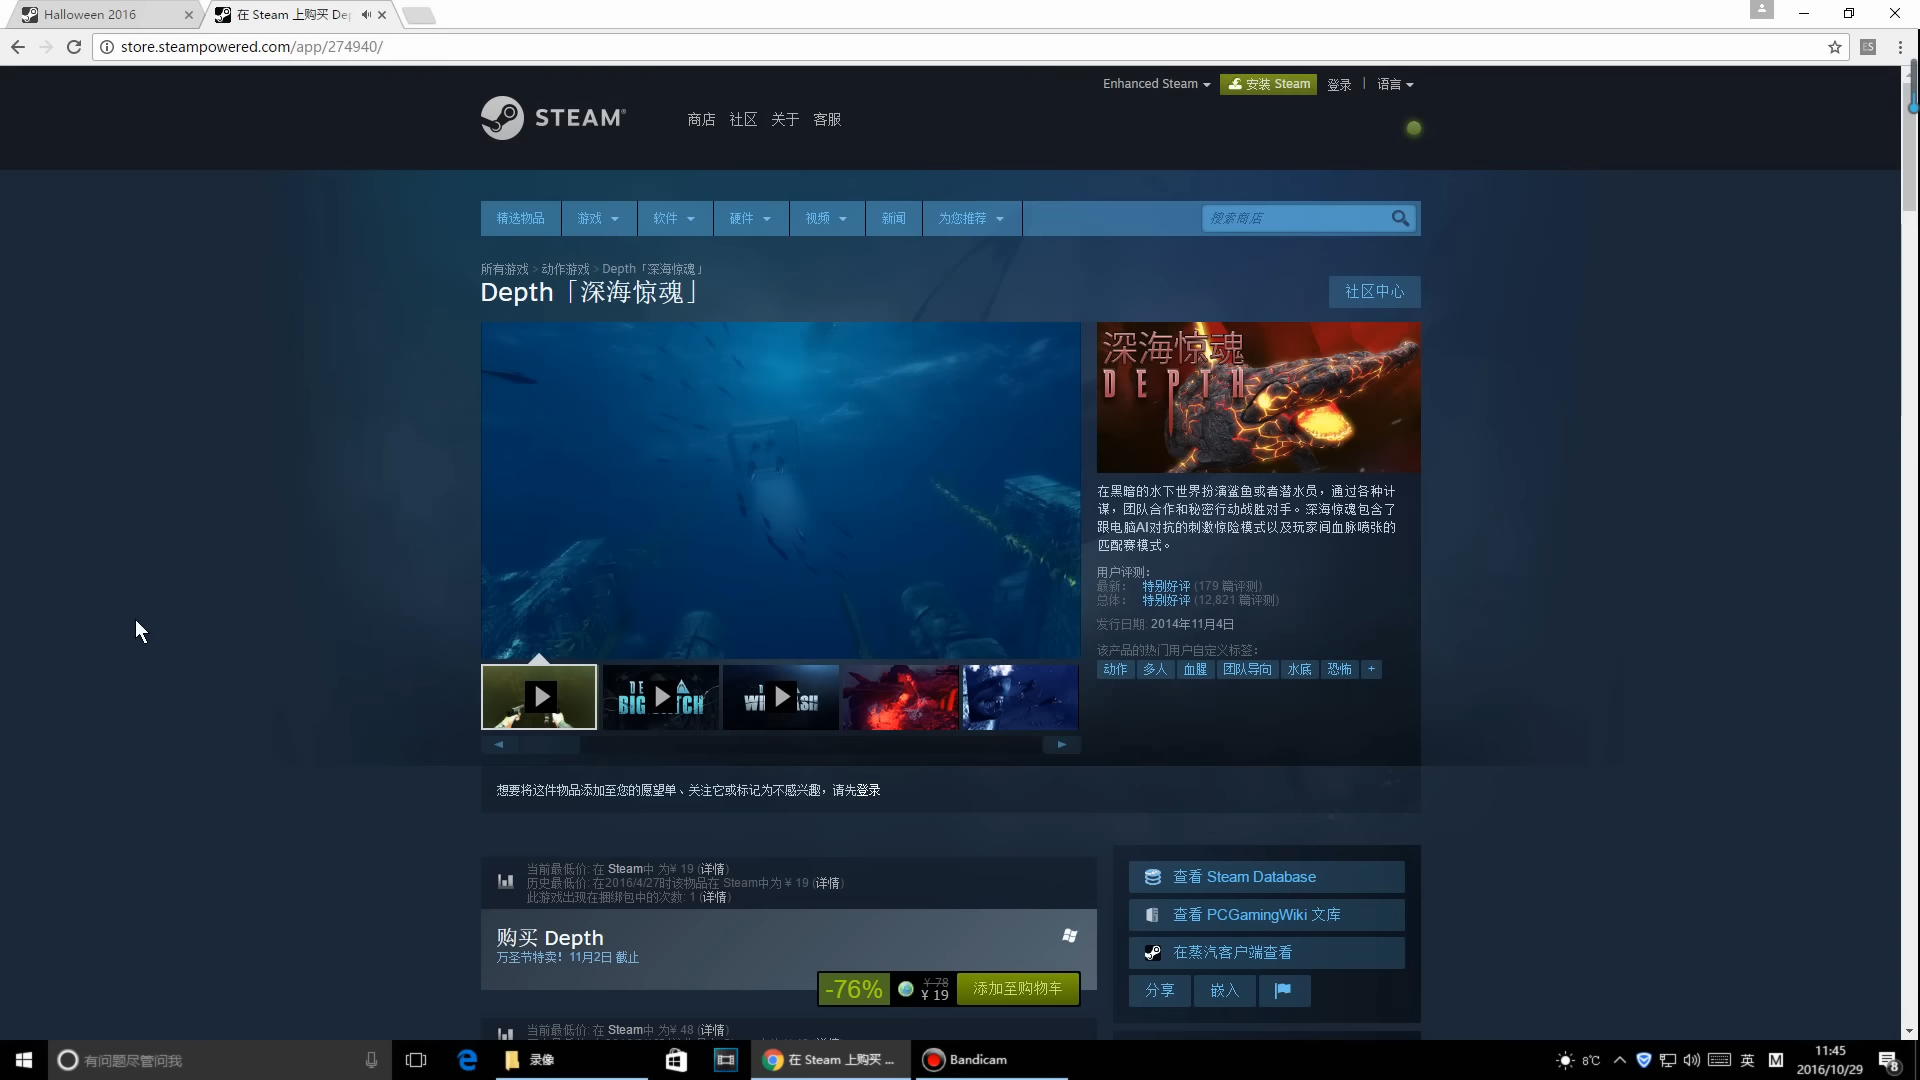 Halloween 2016
在 Steam 上购买 Dep
store.steampowered.com/app/274940/
ES
Enhanced Steam
安装 Steam
登录
语言
STEAM
商店 社区 关于 客服
精选物品 游戏 软件 硬件 视频 新闻 为您推荐
搜索商店
所有游戏 > 动作游戏 > Depth「深海惊魂」
Depth「深海惊魂」
社区中心
深海惊魂
DEPTH
在黑暗的水下世界扮演鲨鱼或者潜水员，通过各种计
谋，团队合作和秘密行动战胜对手。深海惊魂包含了
跟电脑AI对抗的刺激惊险模式以及玩家间血脉喷张的
匹配赛模式。
用户评测:
最新: 特别好评 (179 篇评测)
总体: 特别好评 (12,821 篇评测)
发行日期: 2014年11月4日
该产品的热门用户自定义标签:
动作 多人 血腥 团队导向 水底 恐怖 +
想要将这件物品添加至您的愿望单、关注它或标记为不感兴趣，请先登录
当前最低价: 在 Steam中 为¥ 19 (详情)
历史最低价: 在2016/4/27时该物品在 Steam中为 ¥ 19 (详情)
此游戏出现在捆绑包中的次数: 1 (详情)
购买 Depth
万圣节特卖！11月2日 截止
-76%
¥ 78
¥ 19
添加至购物车
当前最低价: 在 Steam中 为¥ 48 (详情)
查看 Steam Database
查看 PCGamingWiki 文库
在蒸汽客户端查看
分享
嵌入
有问题尽管问我
录像
在 Steam 上购买 ...
Bandicam
8℃
英
M
11:45
2016/10/29
8